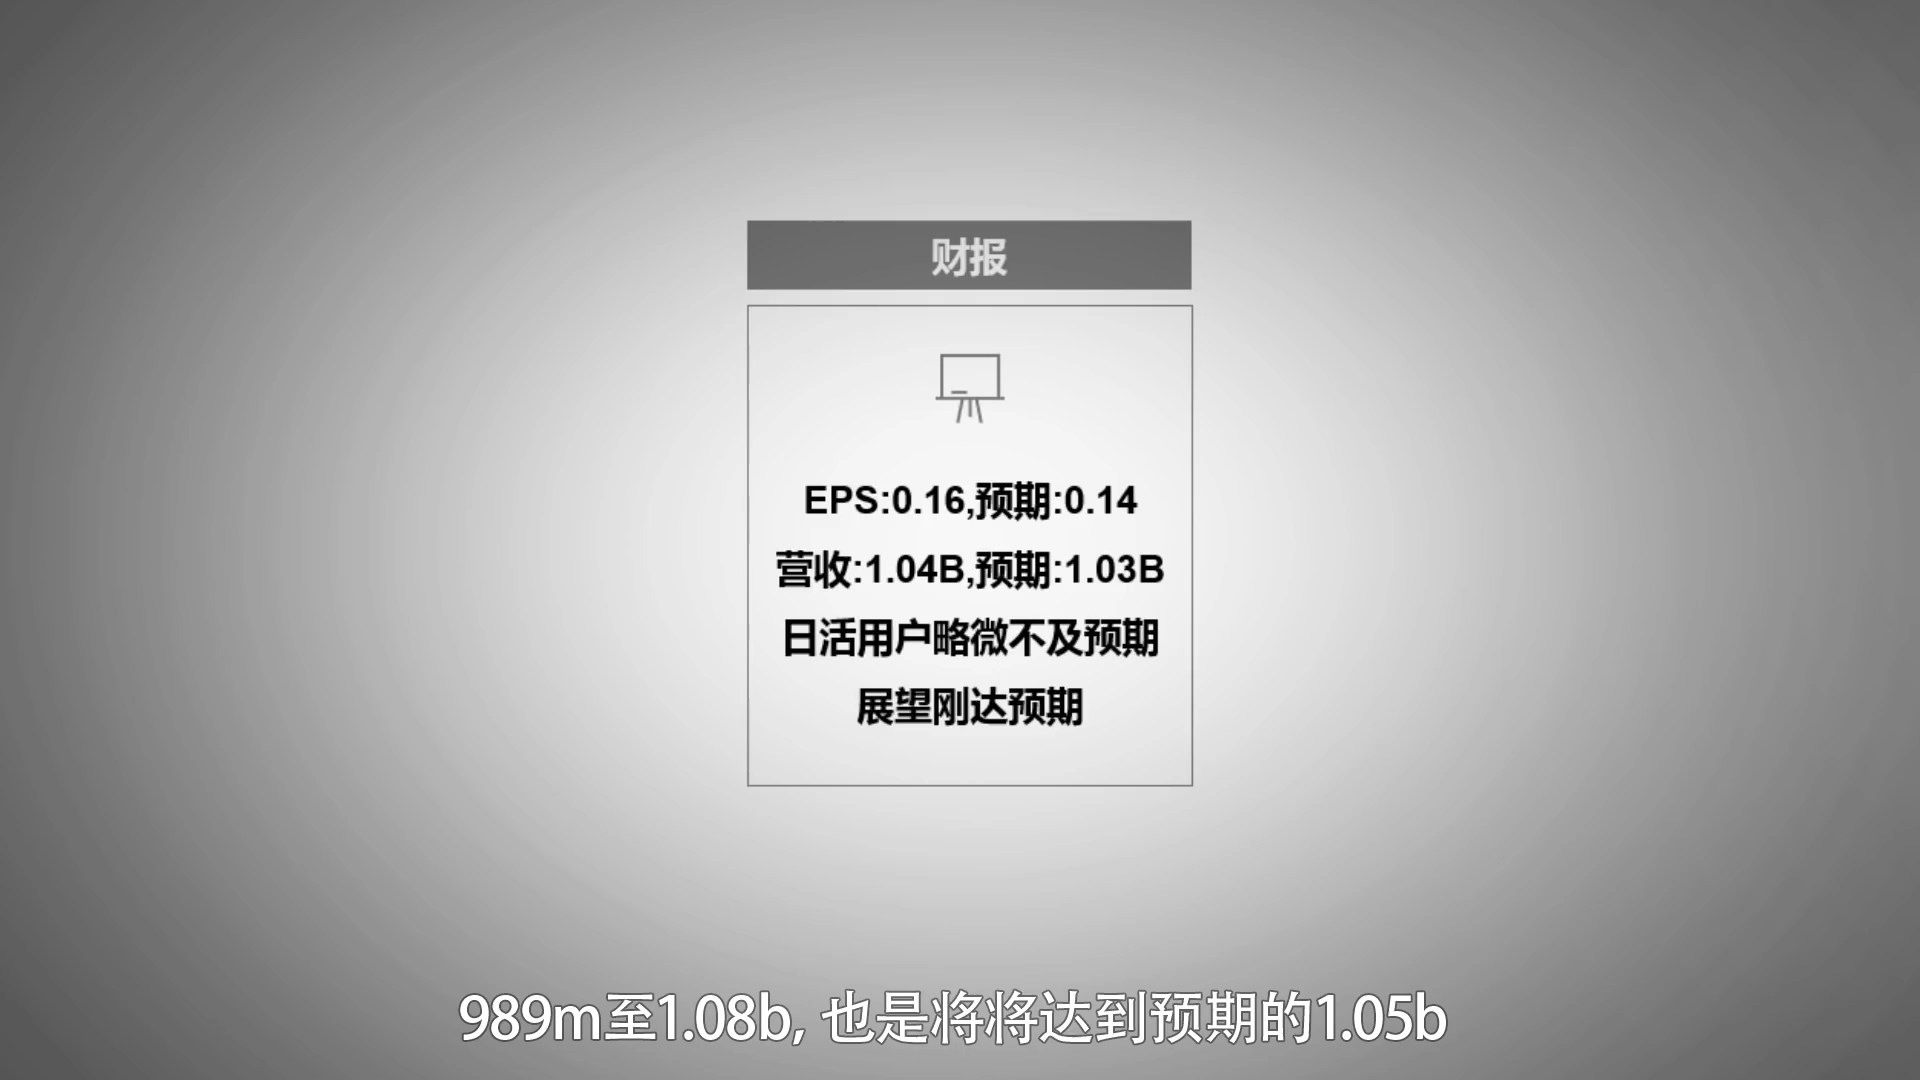 财报
EPS:0.16,预期:0.14
营收:1.04B,预期:1.03B
日活用户略微不及预期
展望刚达预期
989m至1.08b, 也是将将达到预期的1.05b